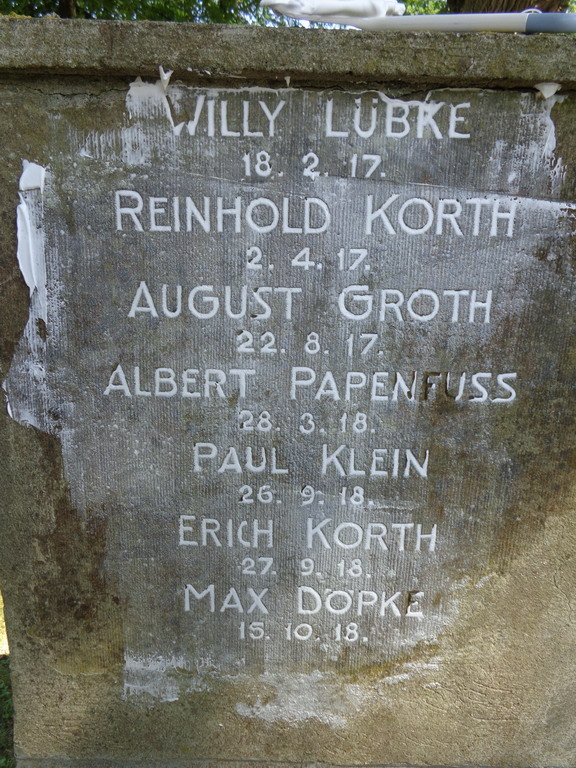 WILLY LÜBKE
18. 2. 17.
REINHOLD KORTH
2. 4. 17.
AUGUST GROTH
22. 8. 17.
ALBERT PAPENFUSS
28. 3. 18.
PAUL KLEIN
26. 9. 18.
ERICH KORTH
27. 9. 18.
MAX DÖPKE
15. 10. 18.